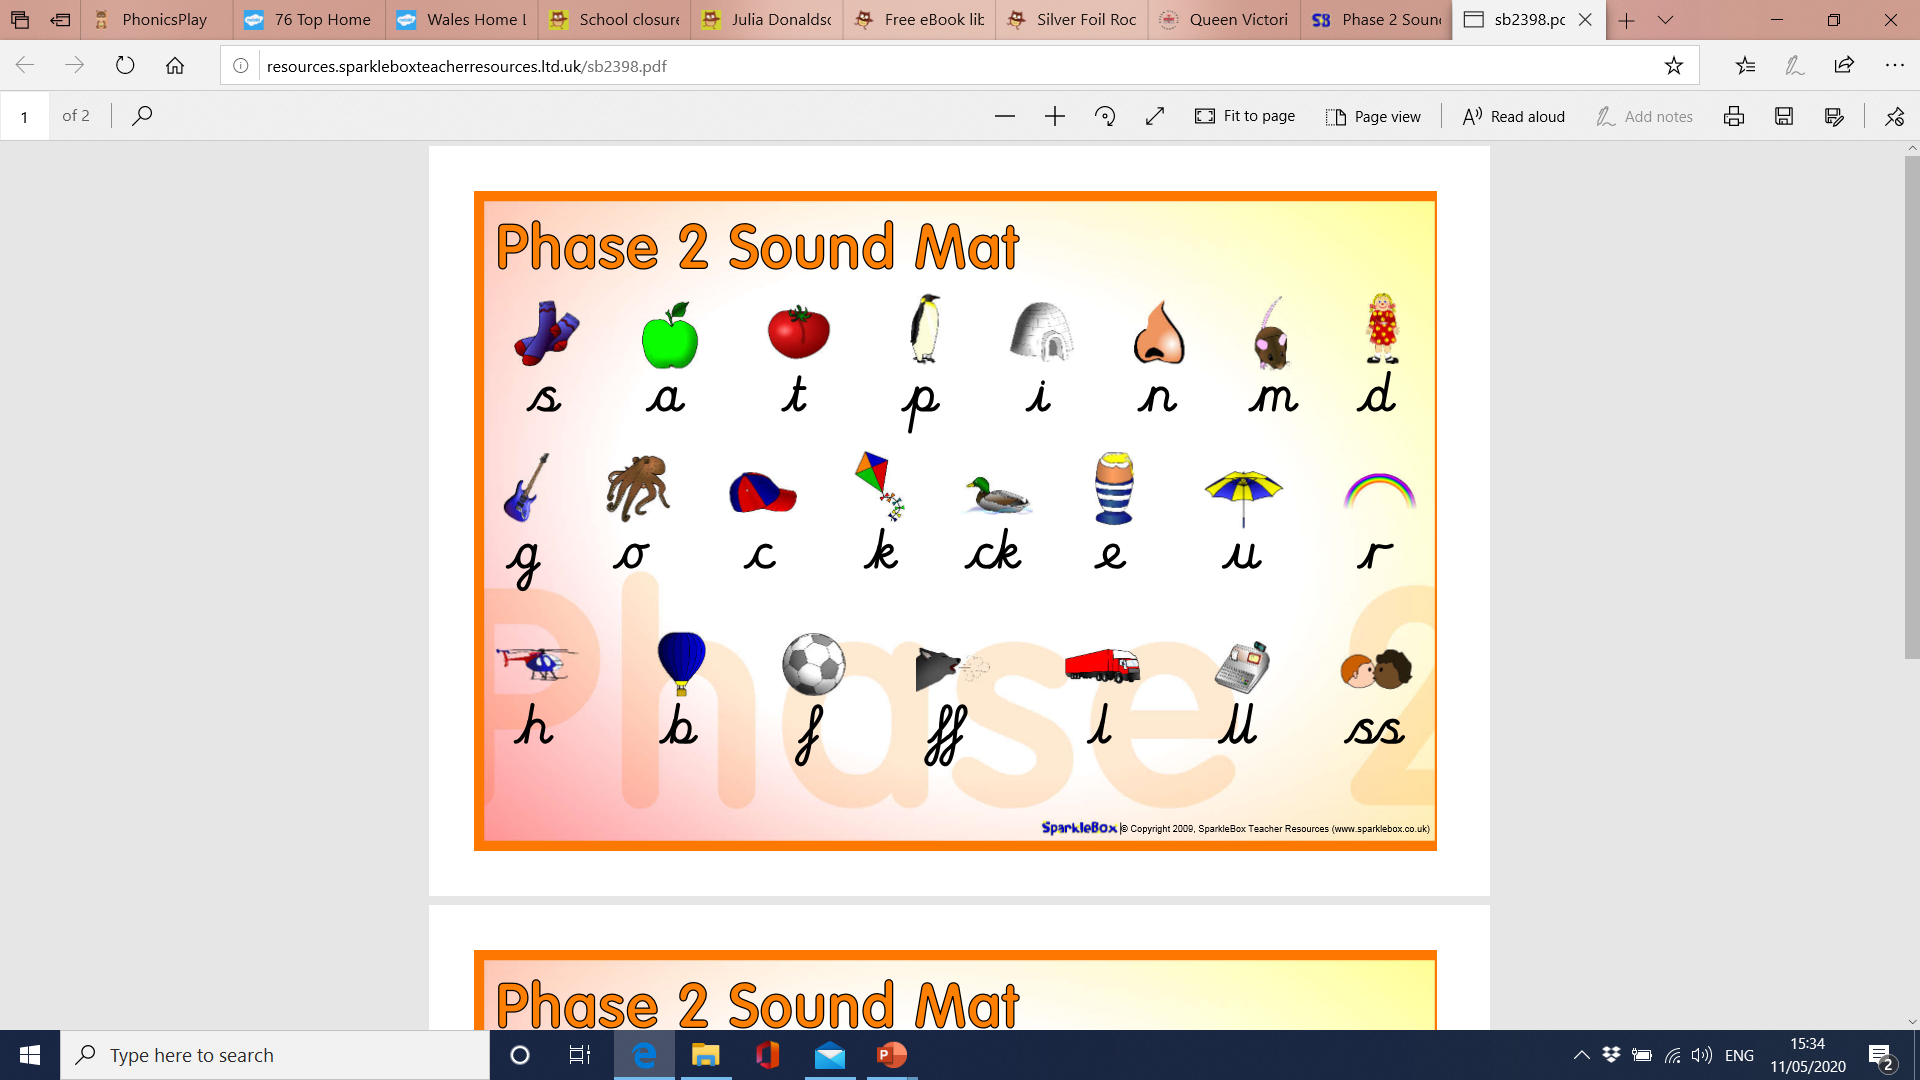 PhonicsPlay
76 Top Home
Wales Home L
School closure
Julia Donaldso
Free eBook lib
Silver Foil Roc
Queen Victori
SB Phase 2 Soun
sb2398.pc
resources.sparkleboxteacherresources.ltd.uk/sb2398.pdf
1 of 2
Fit to page
Page view
Read aloud
Add notes
Phase 2 Sound Mat
s a t p i n m d
g o c k ck e u r
h b f ff l ll ss
Phase 2
SparkleBox © Copyright 2009, SparkleBox Teacher Resources (www.sparklebox.co.uk)
Phase 2 Sound Mat
Type here to search
ENG
15:34
11/05/2020
2